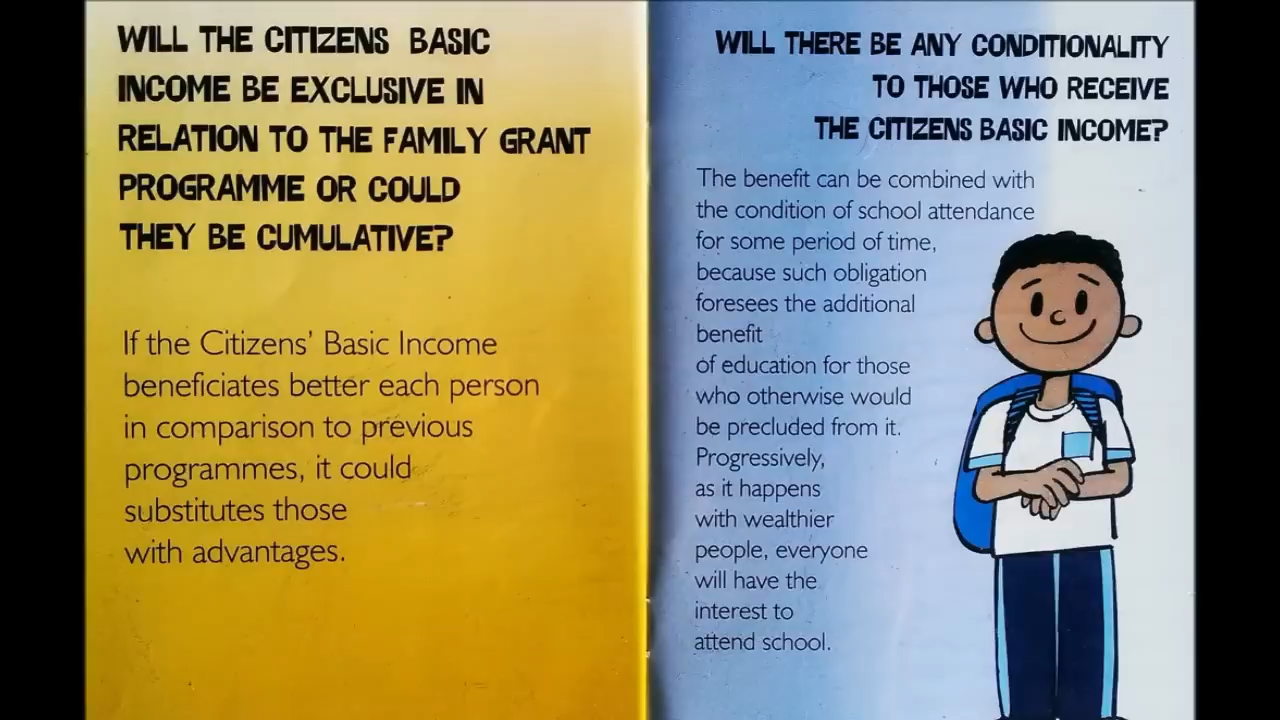 WILL THE CITIZENS BASIC
INCOME BE EXCLUSIVE IN
RELATION TO THE FAMILY GRANT
PROGRAMME OR COULD
THEY BE CUMULATIVE?
If the Citizens' Basic Income
beneficiates better each person
in comparison to previous
programmes, it could
substitutes those
with advantages.
WILL THERE BE ANY CONDITIONALITY
TO THOSE WHO RECEIVE
THE CITIZENS BASIC INCOME?
The benefit can be combined with
the condition of school attendance
for some period of time,
because such obligation
foresees the additional
benefit
of education for those
who otherwise would
be precluded from it.
Progressively,
as it happens
with wealthier
people, everyone
will have the
interest to
attend school.